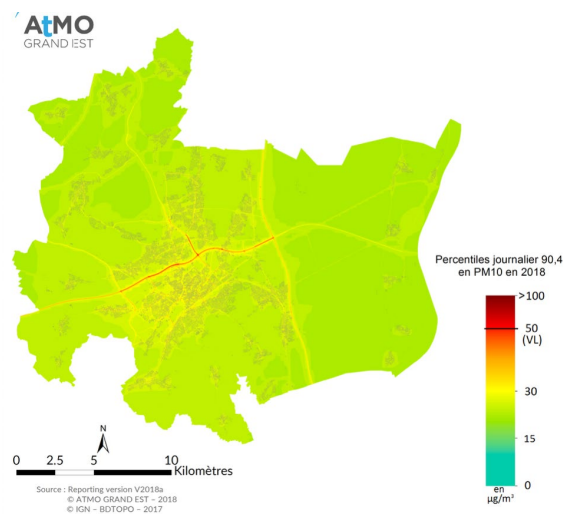 AtMO
GRAND EST
Percentiles journalier 90,4
en PM10 en 2018
>100
50
(VL)
30
15
0
en
µg/m³
N
0 2.5 5 10
Kilomètres
Source : Reporting version V2018a
© ATMO GRAND EST – 2018
© IGN – BDTOPO – 2017